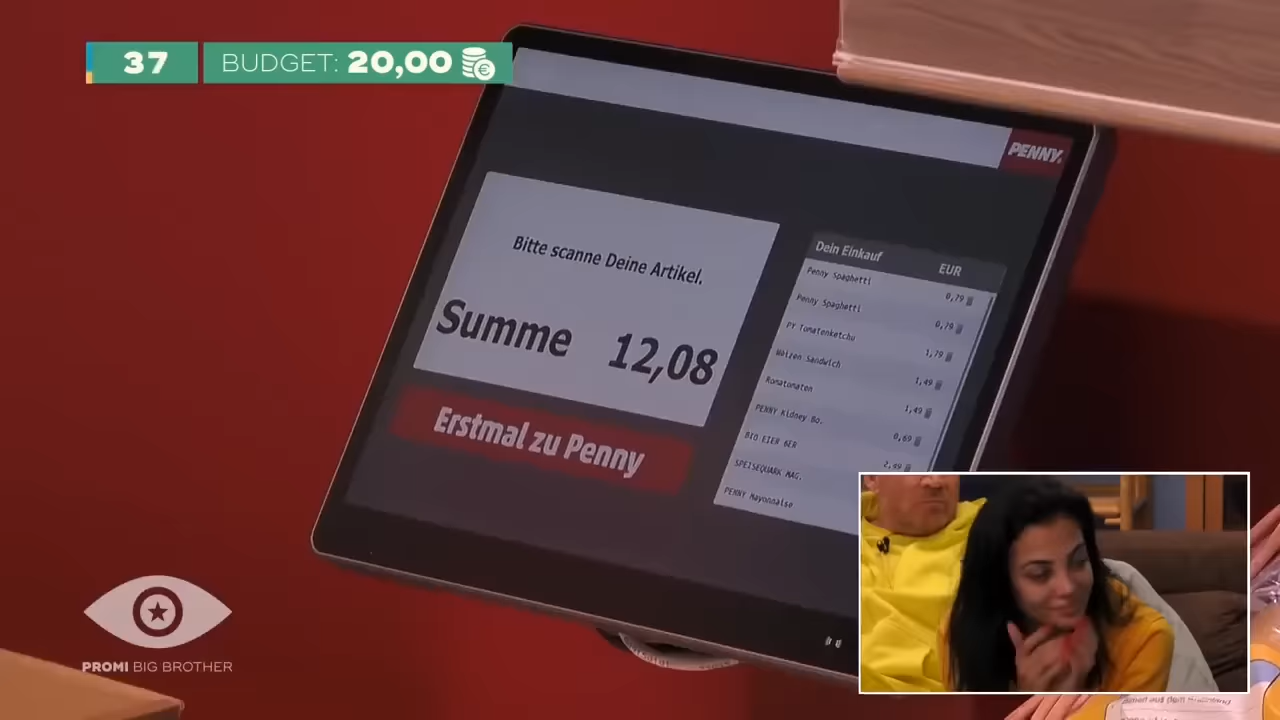 37 BUDGET: 20,00
PENNY.
Bitte scanne Deine Artikel.
Summe 12,08
Erstmal zu Penny
Dein Einkauf EUR
Penny Spaghetti 0,79
Penny Spaghetti 0,79
PY Tomatenketchu 1,79
Weizen Sandwich 1,49
Romatomaten 1,49
PENNY Kidney Bo. 0,69
BIO EIER 6ER 2,49
SPEISEQUARK MAG.
PENNY Mayonnaise
PROMI BIG BROTHER